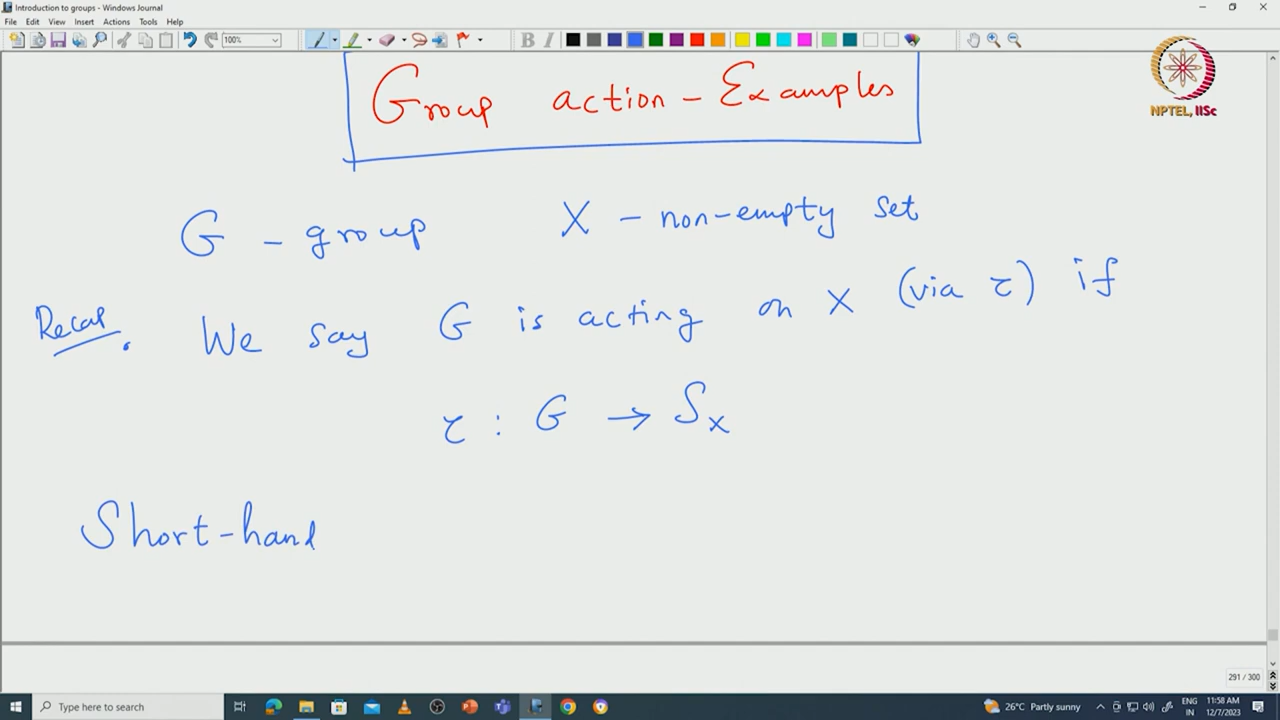 Introduction to groups - Windows Journal
File Edit View Insert Actions Tools Help
100%
B I
NPTEL, IISc
Group action - Examples
G - group X - non-empty set
Recap. We say G is acting on X (via τ) if
τ : G → S_X
Short-hand
291 / 300
Type here to search
26°C Partly sunny
ENG
IN
11:58 AM
12/7/2023